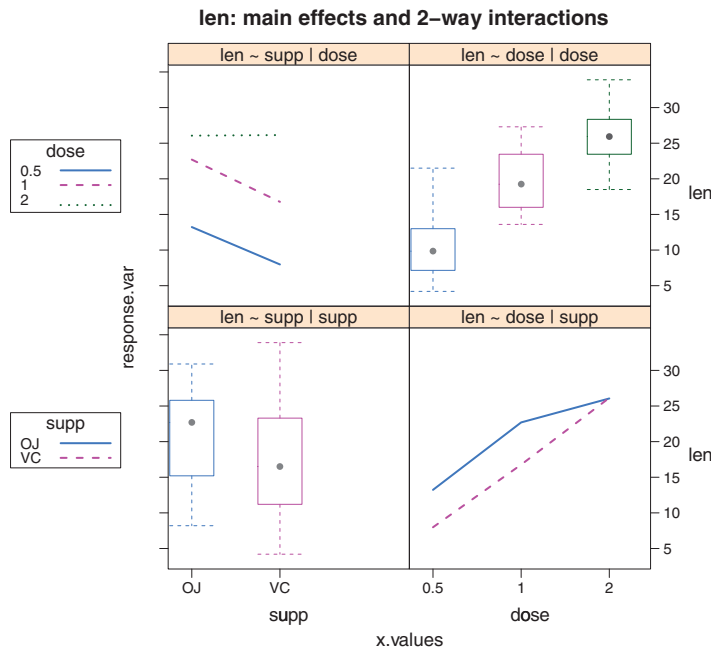 len: main effects and 2−way interactions
len ~ supp | dose
len ~ dose | dose
dose
0.5
1
2
30
25
20
15
10
5
len
response.var
len ~ supp | supp
len ~ dose | supp
supp
OJ
VC
30
25
20
15
10
5
len
OJ VC
0.5 1 2
supp
dose
x.values